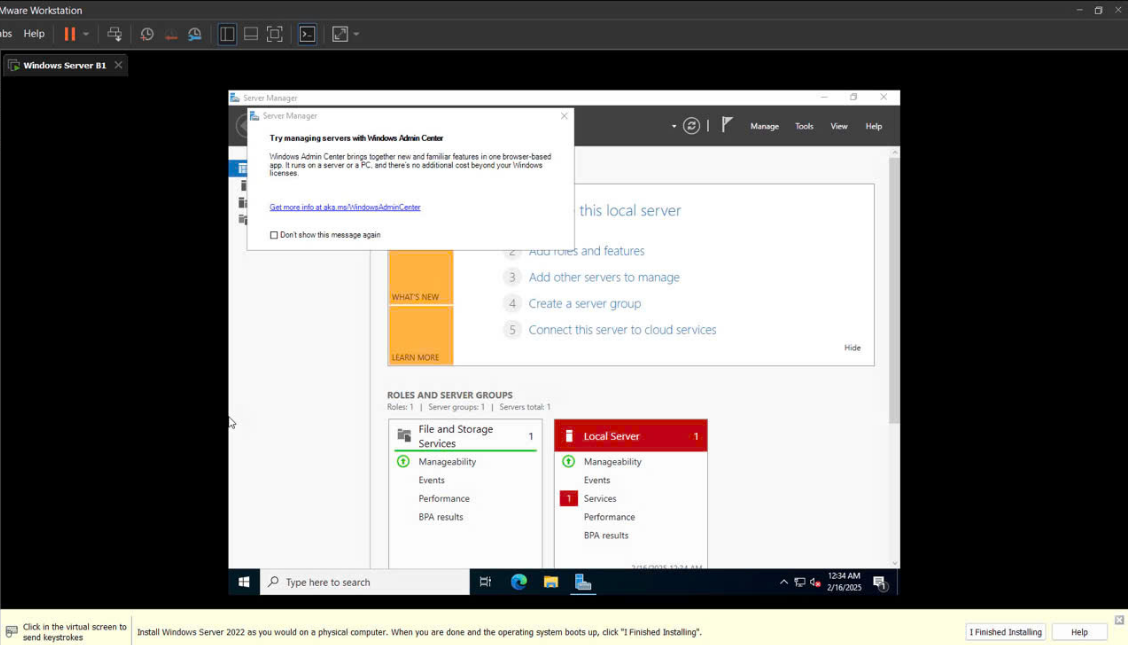 Mware Workstation
abs Help
Windows Server B1
Server Manager
Server Manager
Manage Tools View Help
Try managing servers with Windows Admin Center
Windows Admin Center brings together new and familiar features in one browser-based
app. It runs on a server or a PC, and there's no additional cost beyond your Windows
licenses.
Get more info at aka.ms/WindowsAdminCenter
Don't show this message again
this local server
2 Add roles and features
3 Add other servers to manage
4 Create a server group
5 Connect this server to cloud services
WHAT'S NEW
LEARN MORE
Hide
ROLES AND SERVER GROUPS
Roles: 1 | Server groups: 1 | Servers total: 1
File and Storage
Services
1
Manageability
Events
Performance
BPA results
Local Server 1
Manageability
Events
1 Services
Performance
BPA results
2/16/2025 12:34 AM
Type here to search
12:34 AM
2/16/2025
1
Click in the virtual screen to
send keystrokes
Install Windows Server 2022 as you would on a physical computer. When you are done and the operating system boots up, click "I Finished Installing".
I Finished Installing
Help